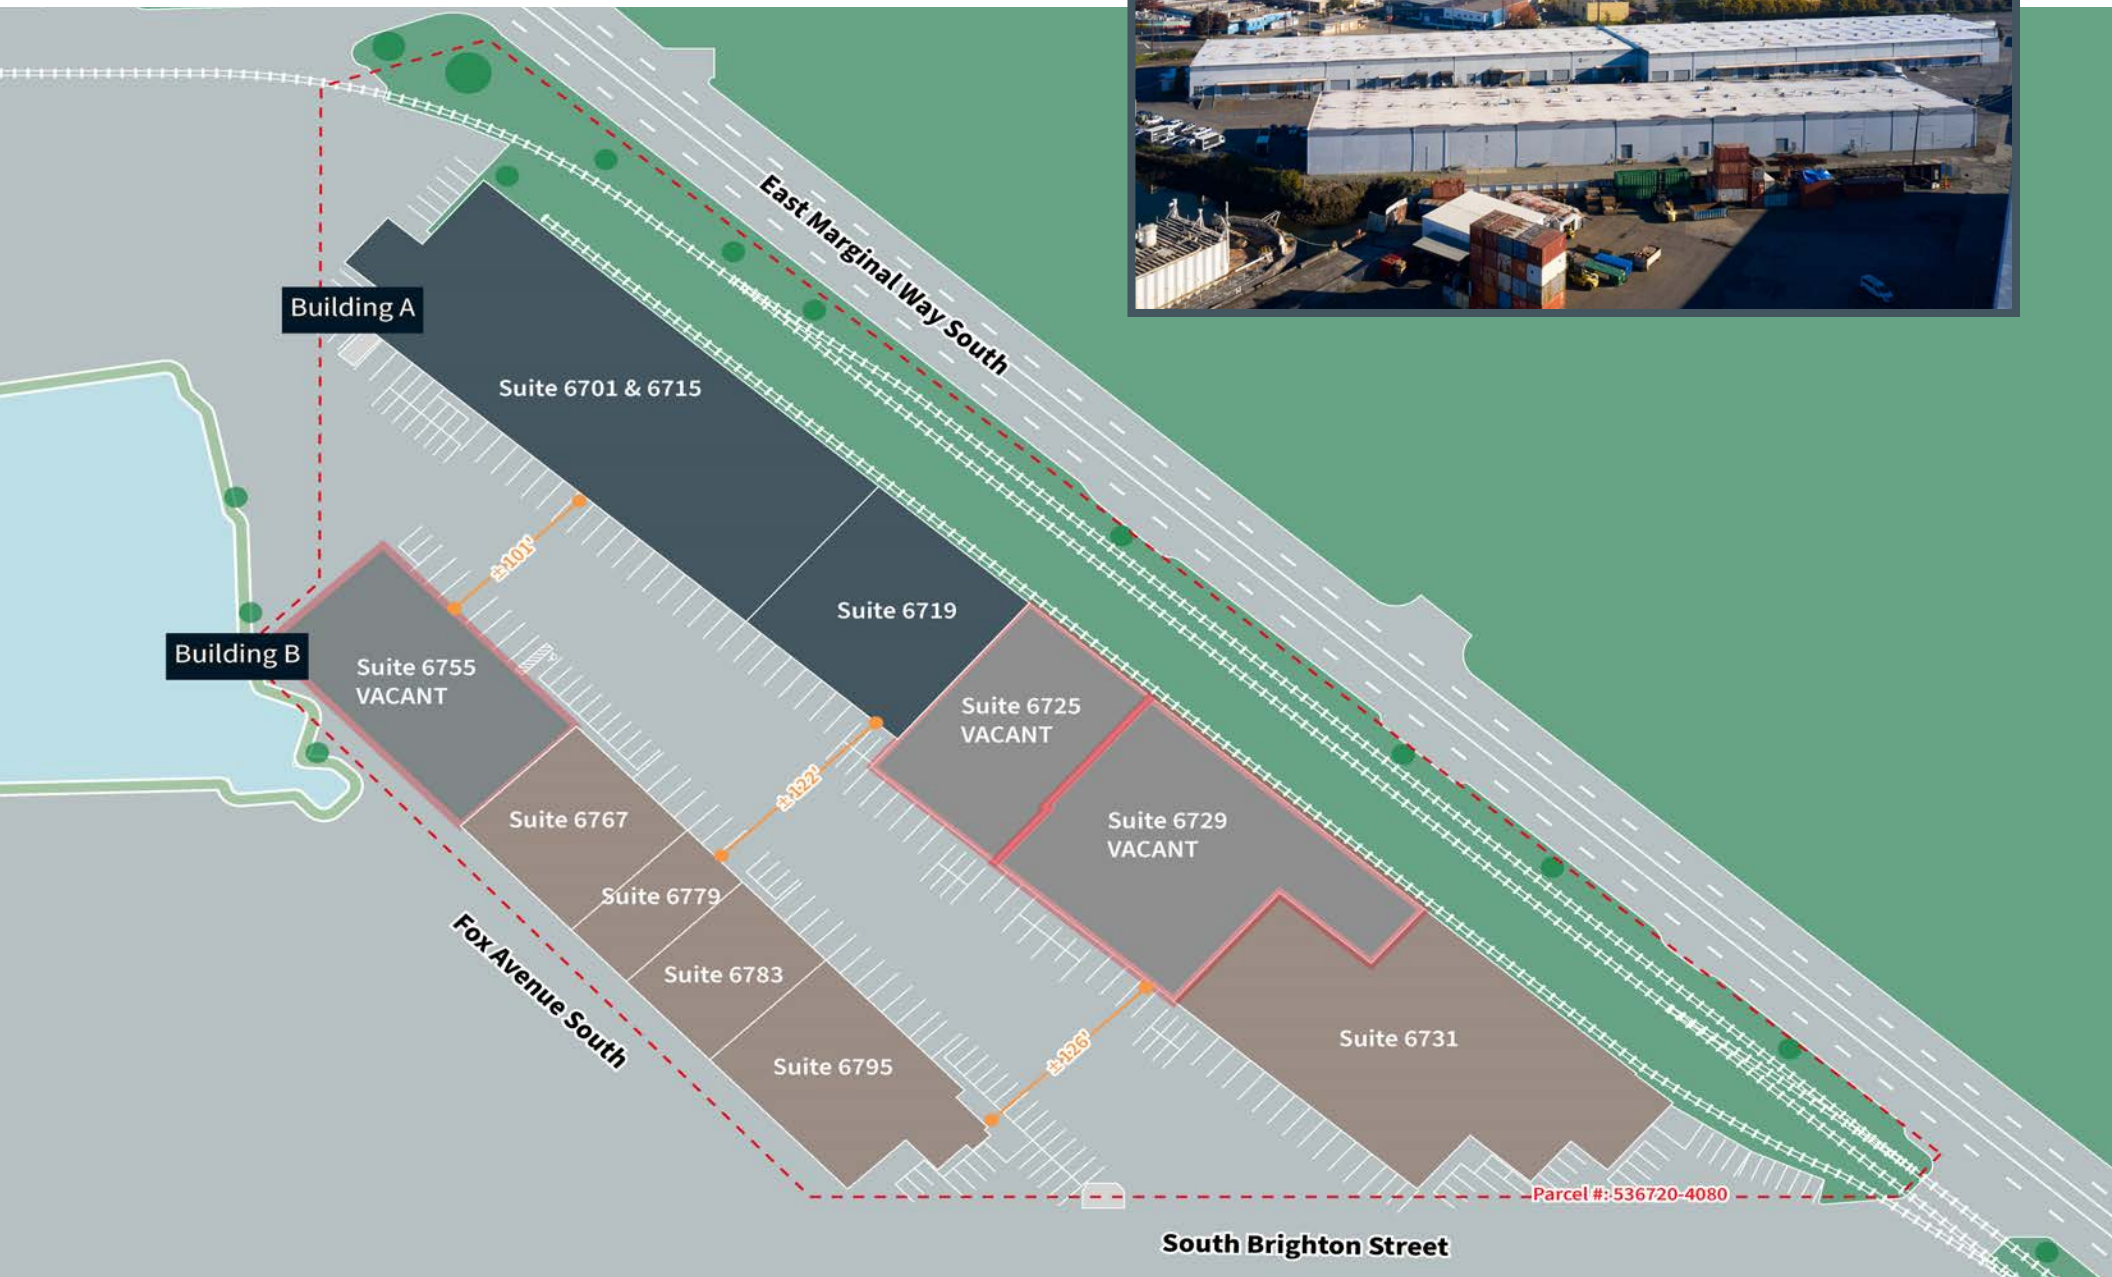 East Marginal Way South
Building A
Suite 6701 & 6715
±101'
Suite 6719
Building B
Suite 6755
VACANT
Suite 6725
VACANT
±122'
Suite 6767
Suite 6729
VACANT
Suite 6779
Fox Avenue South
Suite 6783
Suite 6731
±126'
Suite 6795
Parcel #: 536720-4080
South Brighton Street